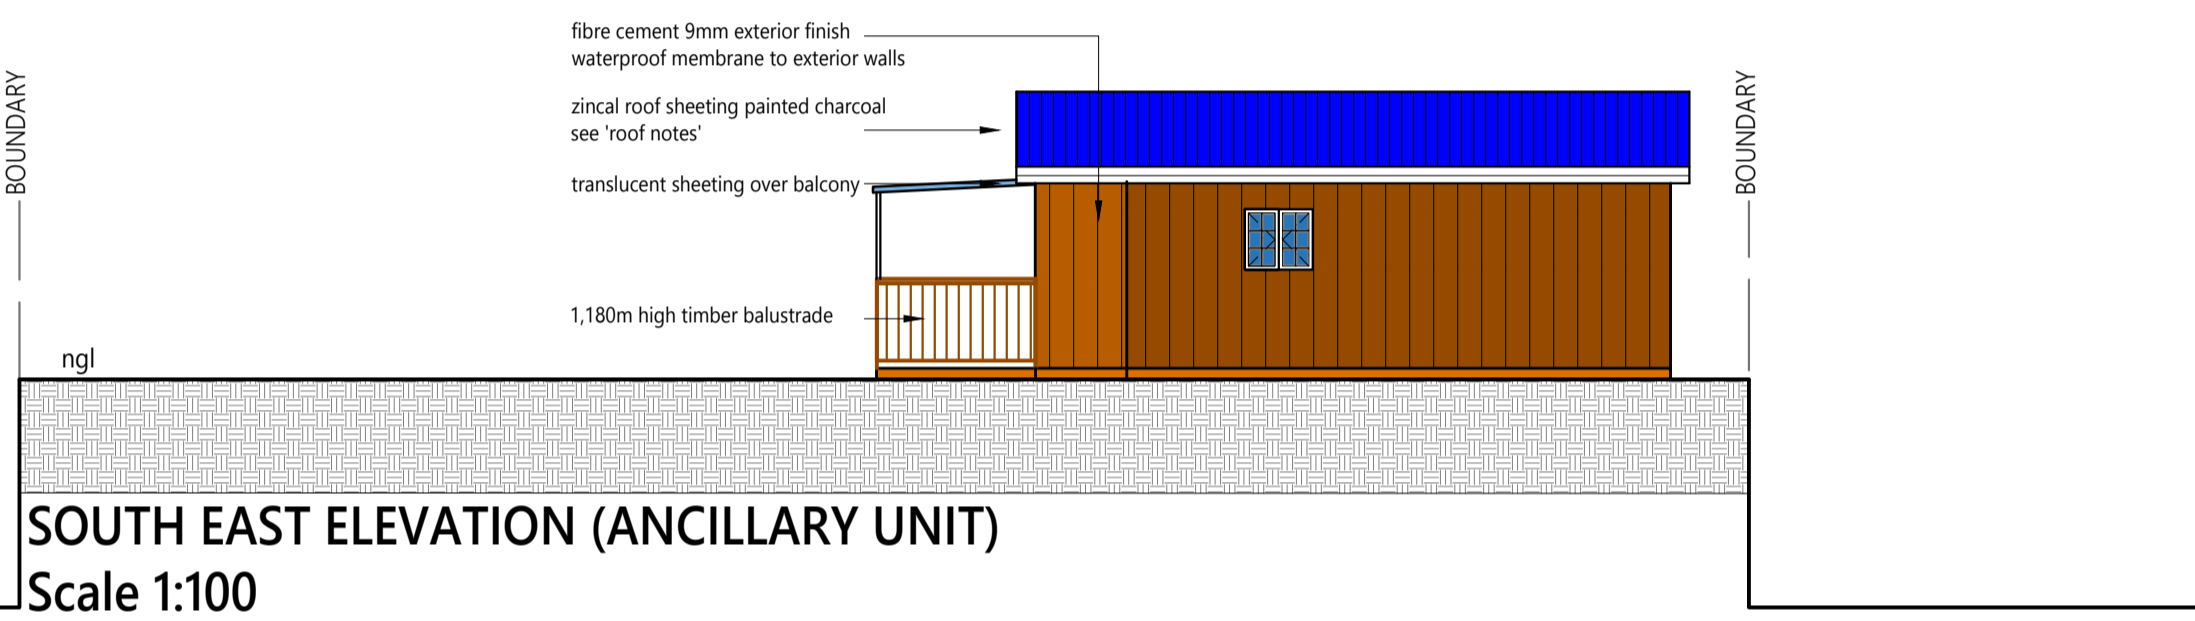 fibre cement 9mm exterior finish
waterproof membrane to exterior walls
zincal roof sheeting painted charcoal
see 'roof notes'
translucent sheeting over balcony
1,180m high timber balustrade
BOUNDARY
BOUNDARY
ngl
SOUTH EAST ELEVATION (ANCILLARY UNIT)
Scale 1:100